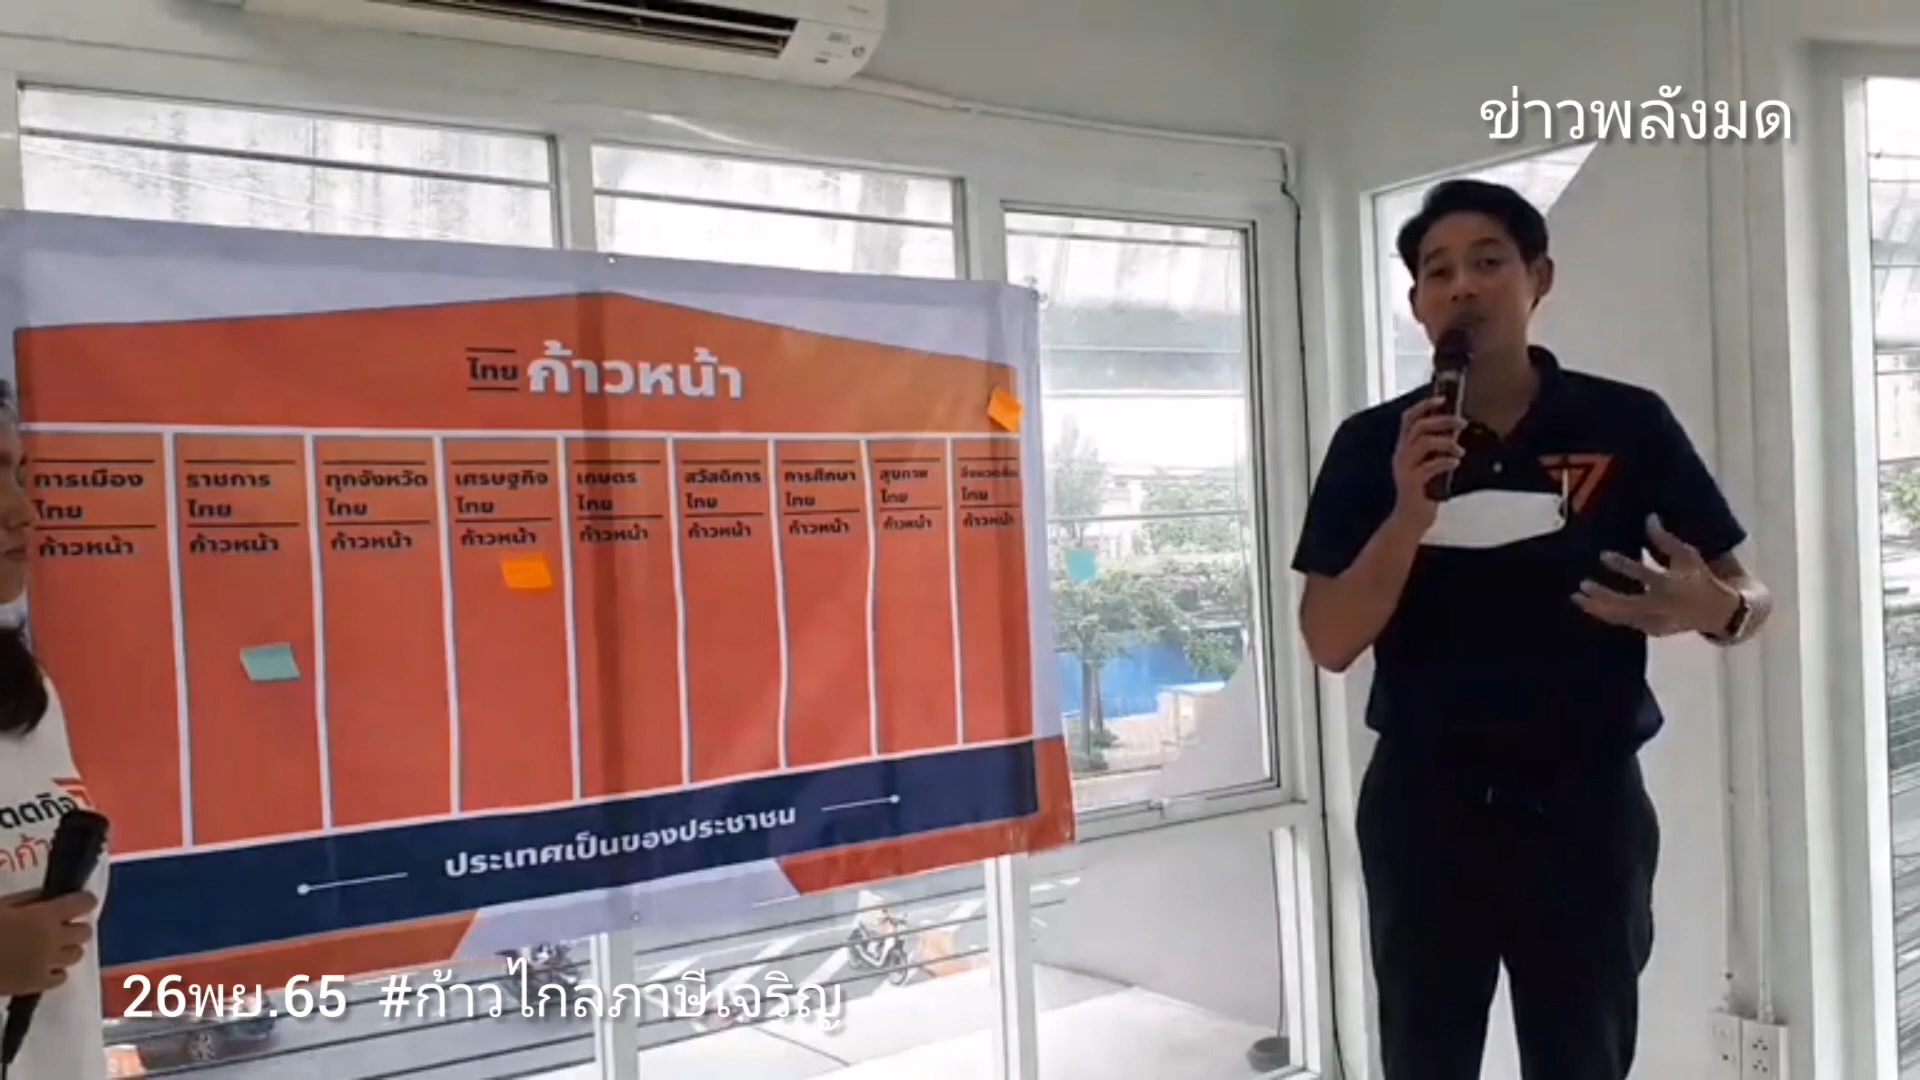 ข่าวพลังมด
ไทย ก้าวหน้า
การเมือง
ไทย
ก้าวหน้า
ราชการ
ไทย
ก้าวหน้า
ทุกจังหวัด
ไทย
ก้าวหน้า
เศรษฐกิจ
ไทย
ก้าวหน้า
เกษตร
ไทย
ก้าวหน้า
สวัสดิการ
ไทย
ก้าวหน้า
การศึกษา
ไทย
ก้าวหน้า
สุขภาพ
ไทย
ก้าวหน้า
สิ่งแวดล้อม
ไทย
ก้าวหน้า
ประเทศเป็นของประชาชน
26พย.65 #ก้าวไกลภาษีเจริญ